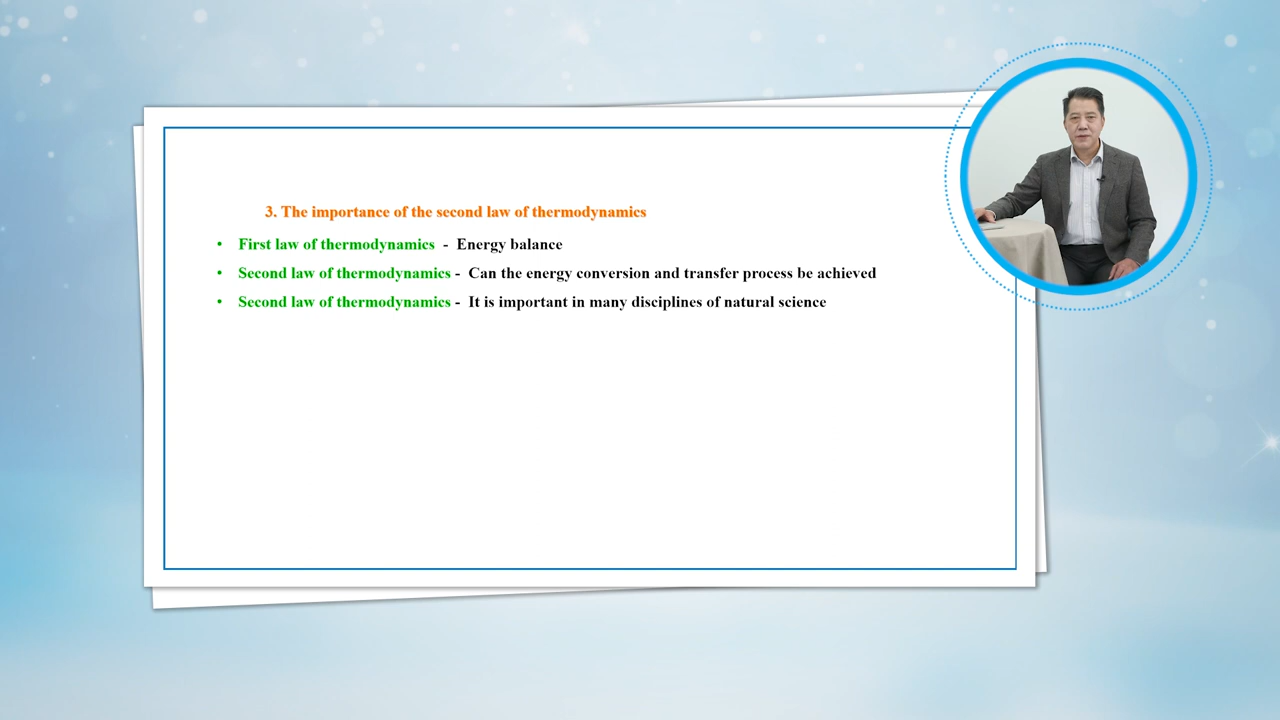 3. The importance of the second law of thermodynamics
• First law of thermodynamics - Energy balance
• Second law of thermodynamics - Can the energy conversion and transfer process be achieved
• Second law of thermodynamics - It is important in many disciplines of natural science